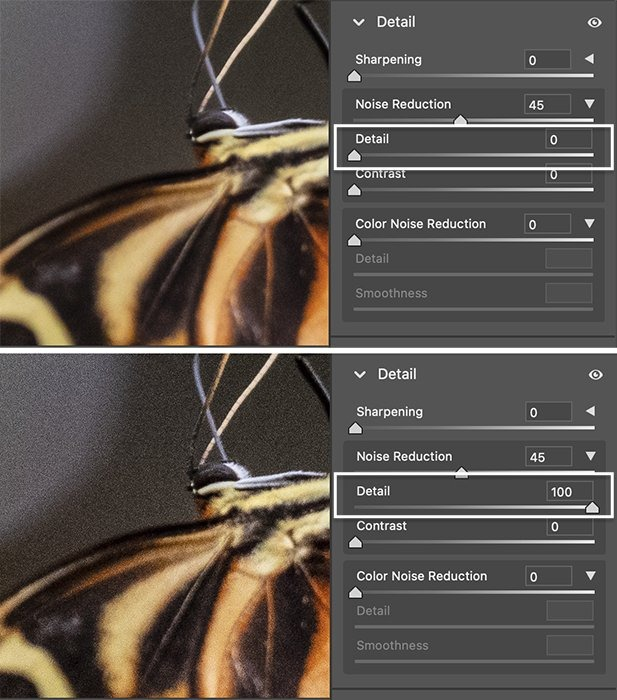 Detail
Sharpening 0
Noise Reduction 45
Detail 0
Contrast 0
Color Noise Reduction 0
Detail
Smoothness
Detail
Sharpening 0
Noise Reduction 45
Detail 100
Contrast 0
Color Noise Reduction 0
Detail
Smoothness